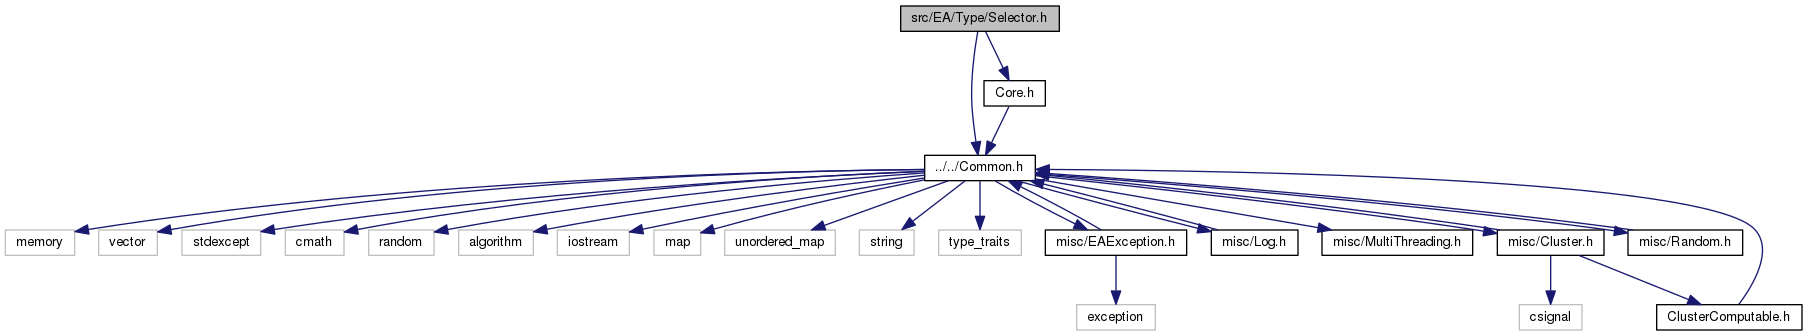 src/EA/Type/Selector.h
Core.h
../../Common.h
memory
vector
stdexcept
cmath
random
algorithm
iostream
map
unordered_map
string
type_traits
misc/EAException.h
misc/Log.h
misc/MultiThreading.h
misc/Cluster.h
misc/Random.h
exception
csignal
ClusterComputable.h